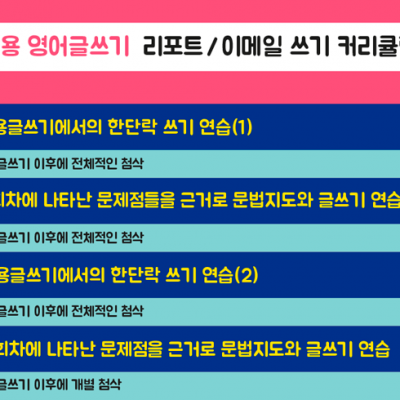 용 영어글쓰기 리포트/이메일 쓰기 커리큘
용글쓰기에서의 한단락 쓰기 연습(1)
글쓰기 이후에 전체적인 첨삭
회차에 나타난 문제점들을 근거로 문법지도와 글쓰기 연습
글쓰기 이후에 전체적인 첨삭
용글쓰기에서의 한단락 쓰기 연습(2)
글쓰기 이후에 전체적인 첨삭
회차에 나타난 문제점을 근거로 문법지도와 글쓰기 연습
글쓰기 이후에 개별 첨삭